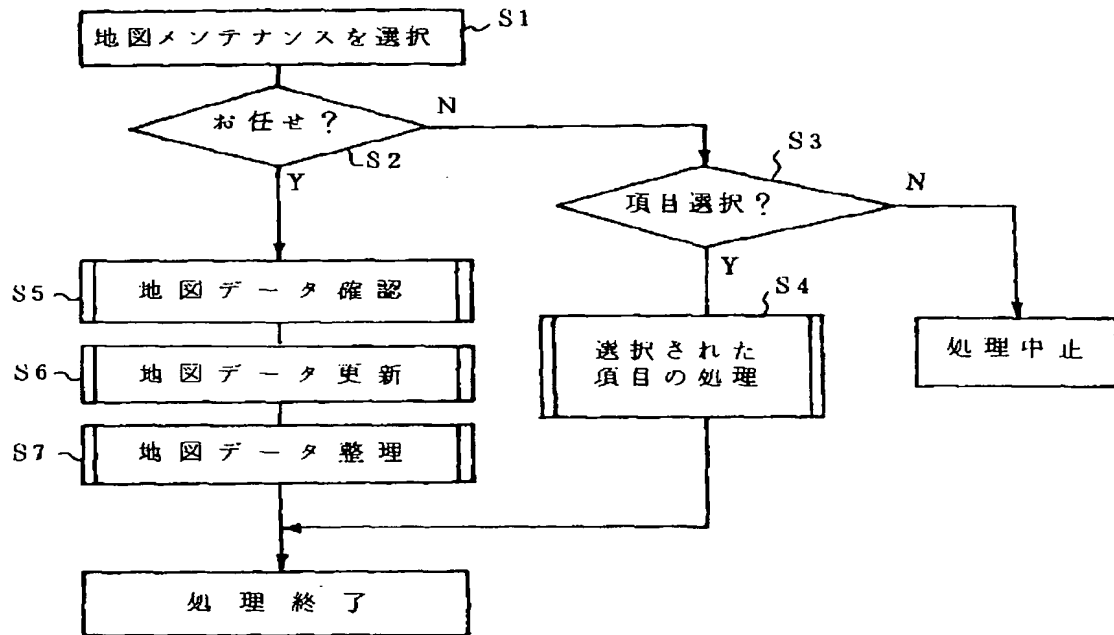 地図メンテナンスを選択
S1
お任せ？
N
S2
Y
S3
項目選択？
N
Y
S5
地図データ確認
S4
選択された
項目の処理
処理中止
S6
地図データ更新
S7
地図データ整理
処理終了